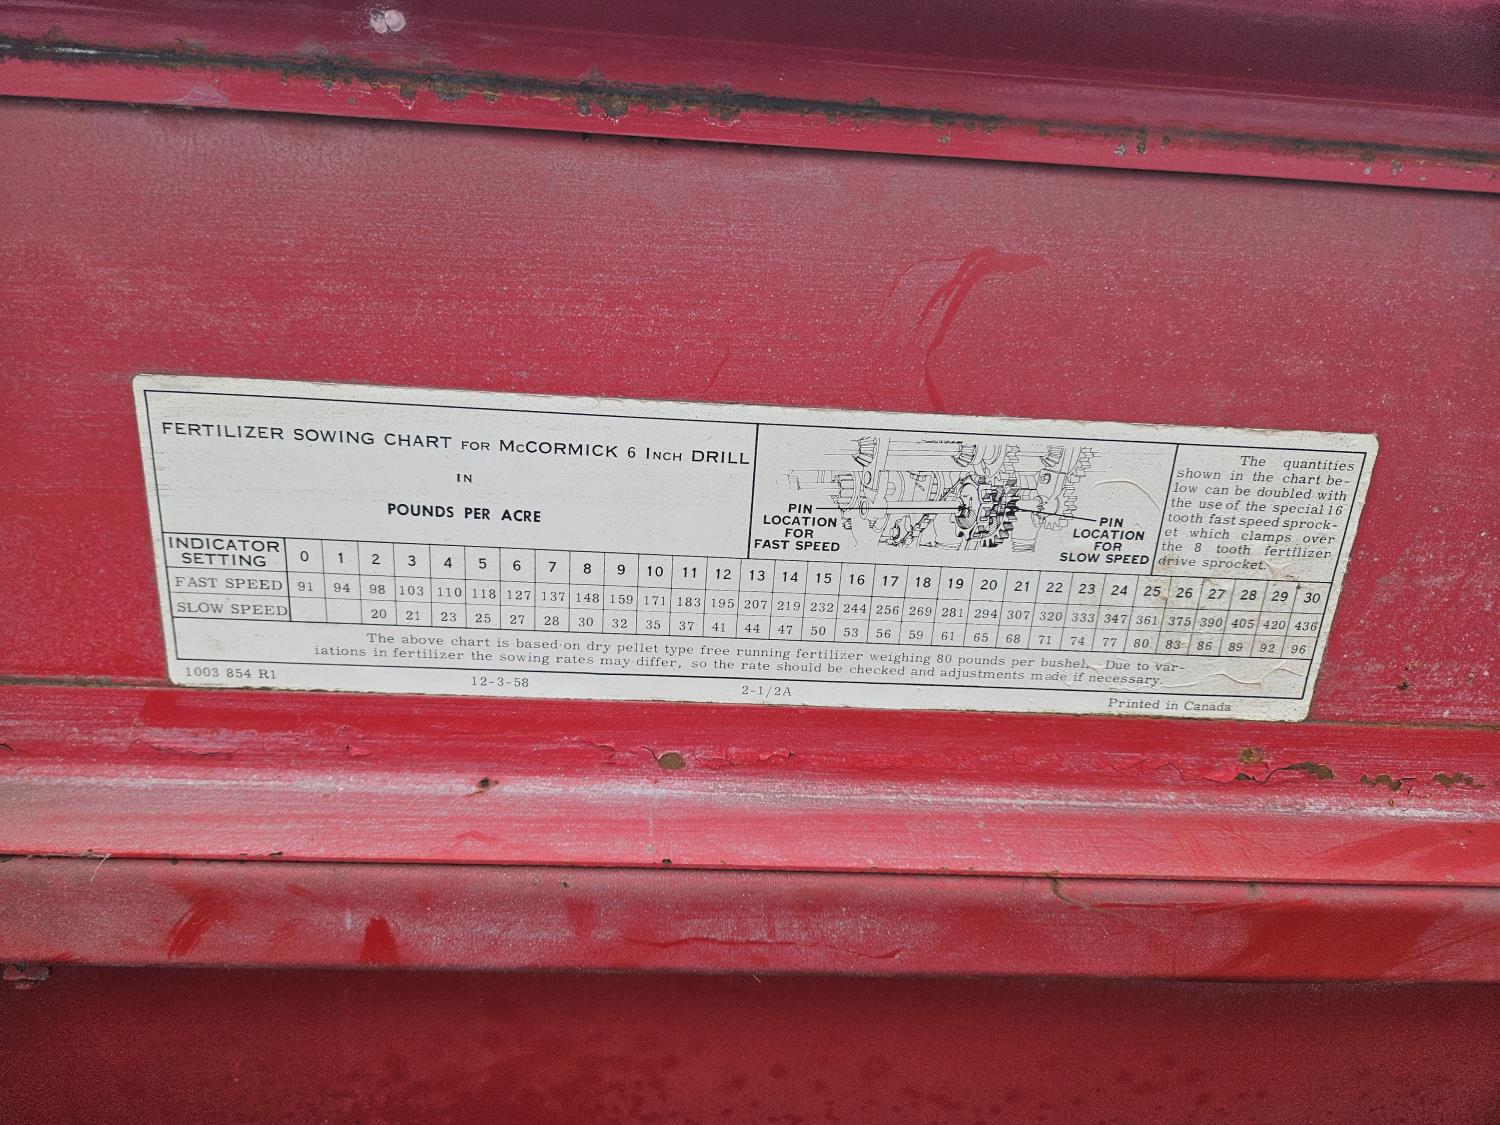 FERTILIZER SOWING CHART FOR McCORMICK 6 INCH DRILL
IN
POUNDS PER ACRE
PIN
LOCATION
FOR
FAST SPEED
PIN
LOCATION
FOR
SLOW SPEED
The quantities
shown in the chart be-
low can be doubled with
the use of the special 16
tooth fast speed sprock-
et which clamps over
the 8 tooth fertilizer
drive sprocket.
INDICATOR SETTING 0 1 2 3 4 5 6 7 8 9 10 11 12 13 14 15 16 17 18 19 20 21 22 23 24 25 26 27 28 29 30
FAST SPEED 91 94 98 103 110 118 127 137 148 159 171 183 195 207 219 232 244 256 269 281 294 307 320 333 347 361 375 390 405 420 436
SLOW SPEED 20 21 23 25 27 28 30 32 35 37 41 44 47 50 53 56 59 61 65 68 71 74 77 80 83 86 89 92 96
The above chart is based on dry pellet type free running fertilizer weighing 80 pounds per bushel. Due to var-
iations in fertilizer the sowing rates may differ, so the rate should be checked and adjustments made if necessary.
1003 854 R1 12-3-58 2-1/2A Printed in Canada